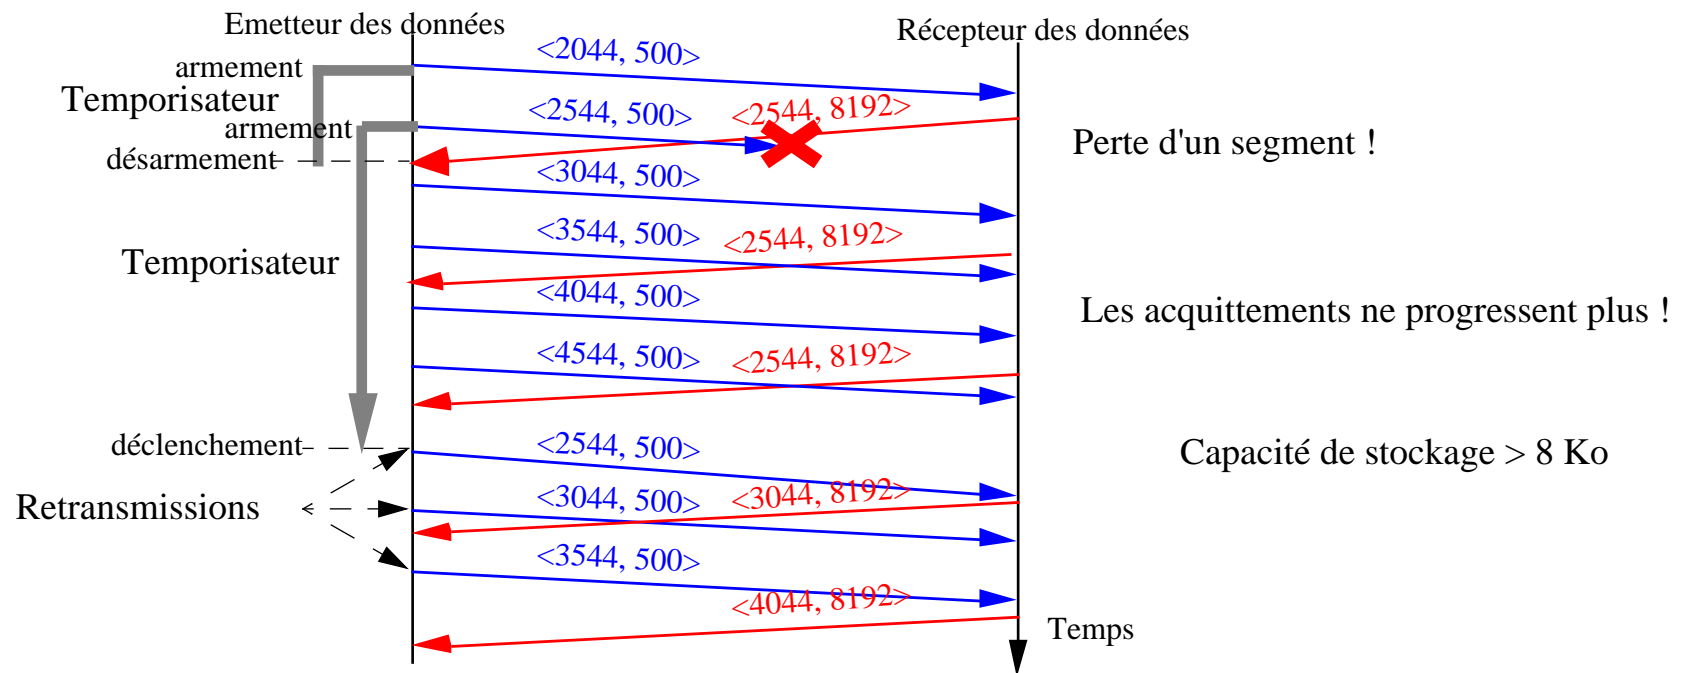 Emetteur des données
Récepteur des données
armement
<2044, 500>
Temporisateur
<2544, 500>
<2544, 8192>
armement
Perte d'un segment !
désarmement
<3044, 500>
<3544, 500>
<2544, 8192>
Temporisateur
<4044, 500>
Les acquittements ne progressent plus !
<4544, 500>
<2544, 8192>
déclenchement
<2544, 500>
Capacité de stockage > 8 Ko
<3044, 500>
<3044, 8192>
Retransmissions
<3544, 500>
<4044, 8192>
Temps